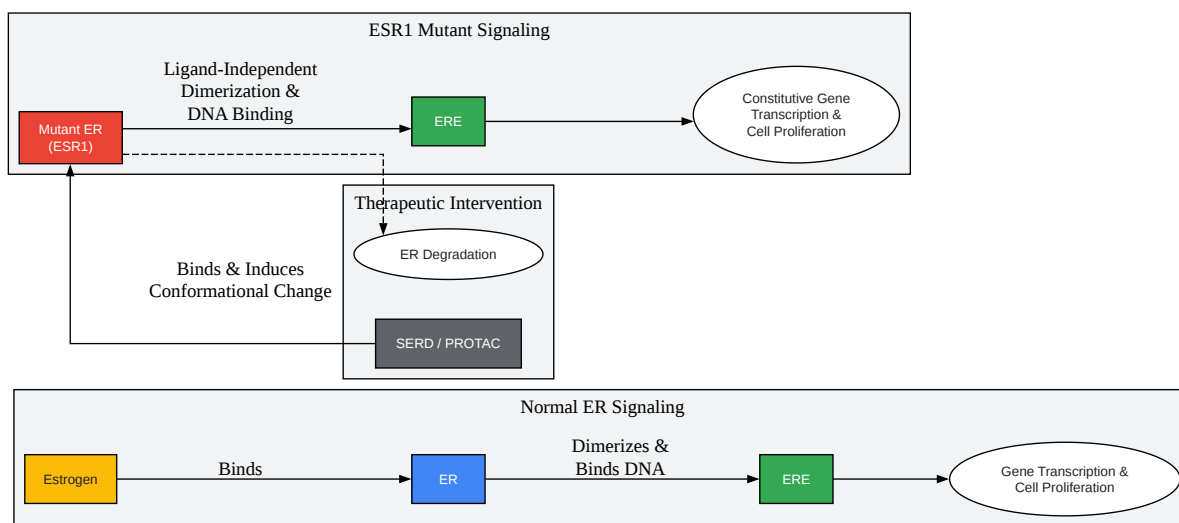 ESR1 Mutant Signaling
Ligand-Independent
Dimerization &
DNA Binding
Mutant ER
(ESR1)
ERE
Constitutive Gene
Transcription &
Cell Proliferation
Therapeutic Intervention
ER Degradation
Binds & Induces
Conformational Change
SERD / PROTAC
Normal ER Signaling
Estrogen
Binds
ER
Dimerizes &
Binds DNA
ERE
Gene Transcription &
Cell Proliferation